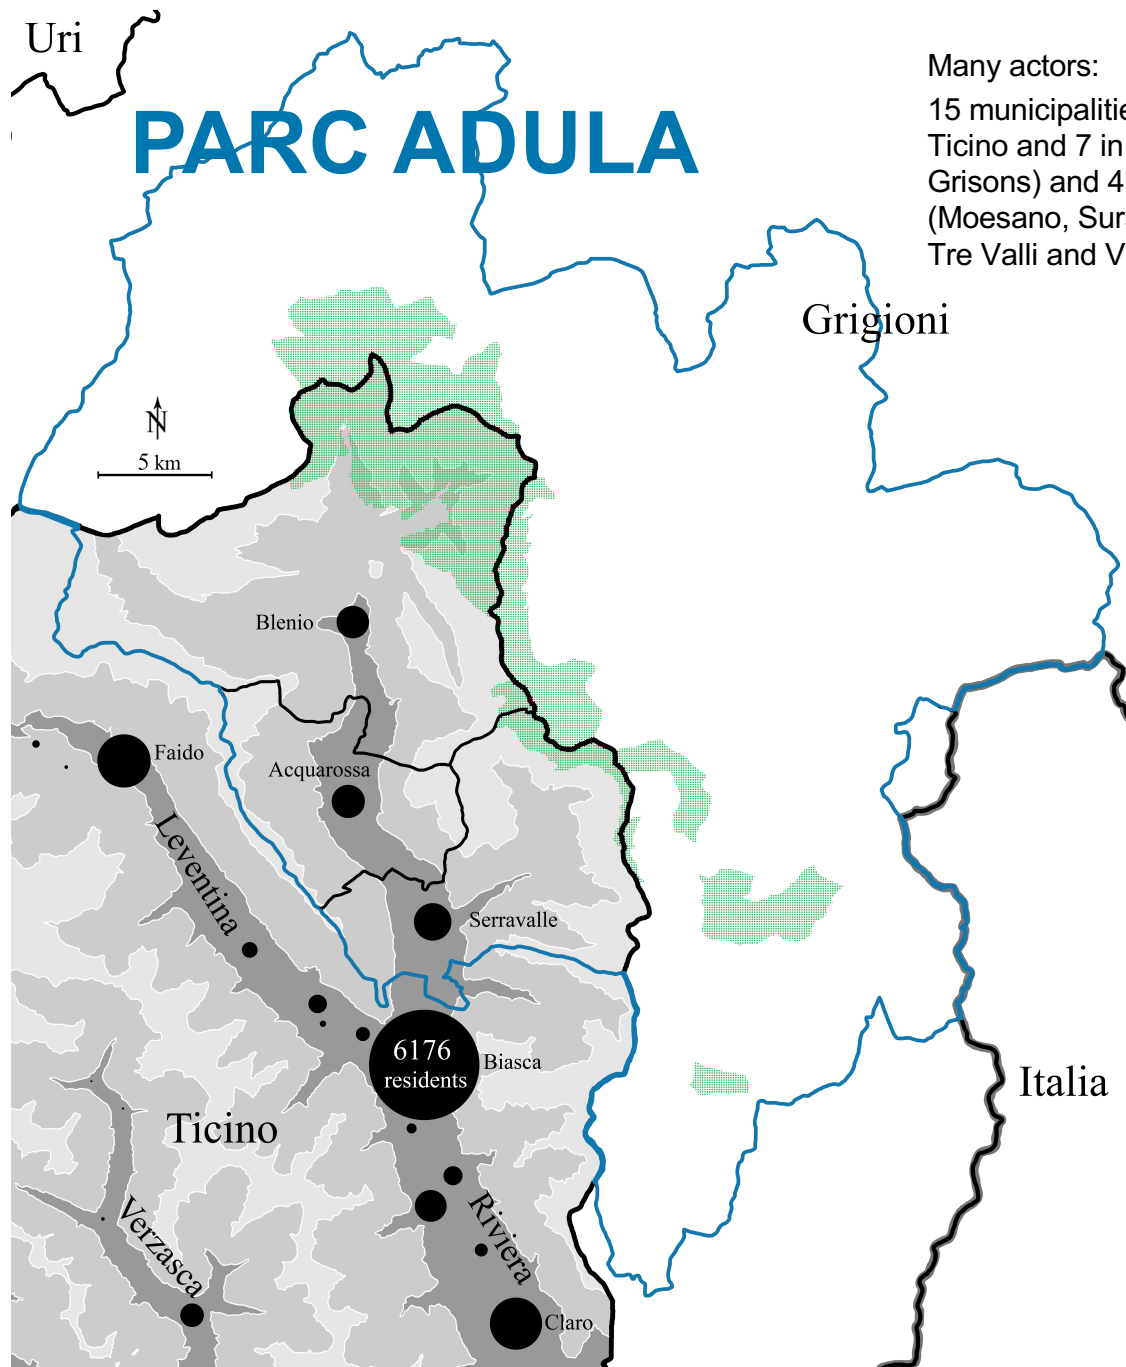 Uri
Many actors:
15 municipalitie
Ticino and 7 in
Grisons) and 4
(Moesano, Sur
Tre Valli and V
PARC ADULA
Grigioni
N
5 km
Blenio
Faido
Acquarossa
Leventina
Serravalle
6176
residents
Biasca
Italia
Ticino
Verzasca
Riviera
Claro